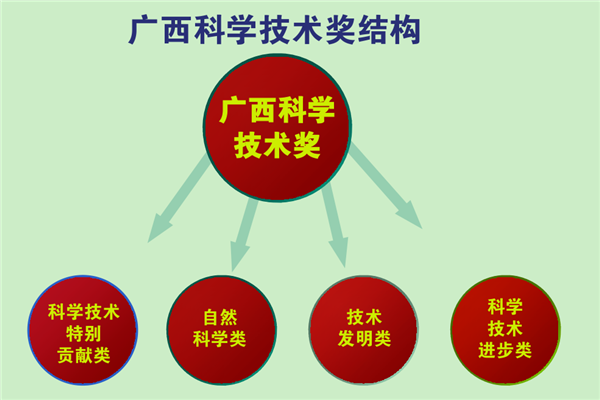 广西科学技术奖结构
广西科学
技术奖
科学技术
特别
贡献类
自然
科学类
技术
发明类
科学
技术
进步类